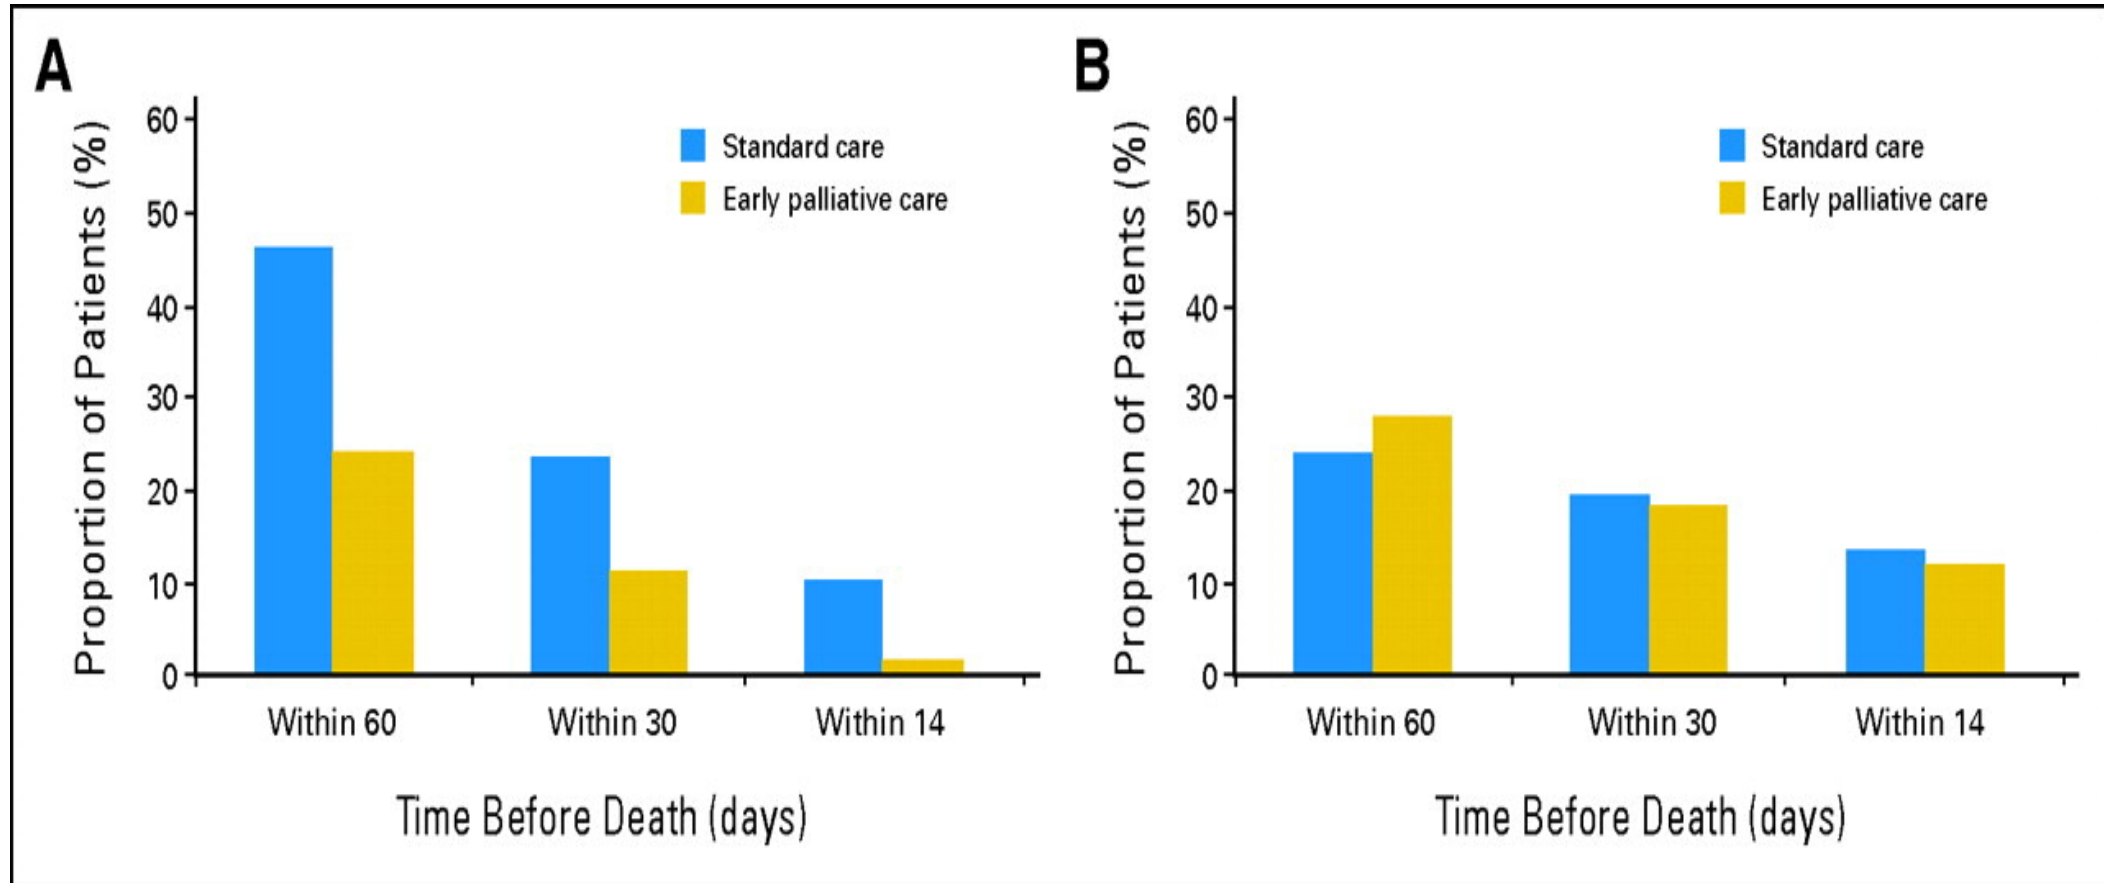 A
Proportion of Patients (%)
60
50
40
30
20
10
0
Standard care
Early palliative care
Within 60
Within 30
Within 14
Time Before Death (days)
B
Proportion of Patients (%)
60
50
40
30
20
10
0
Standard care
Early palliative care
Within 60
Within 30
Within 14
Time Before Death (days)